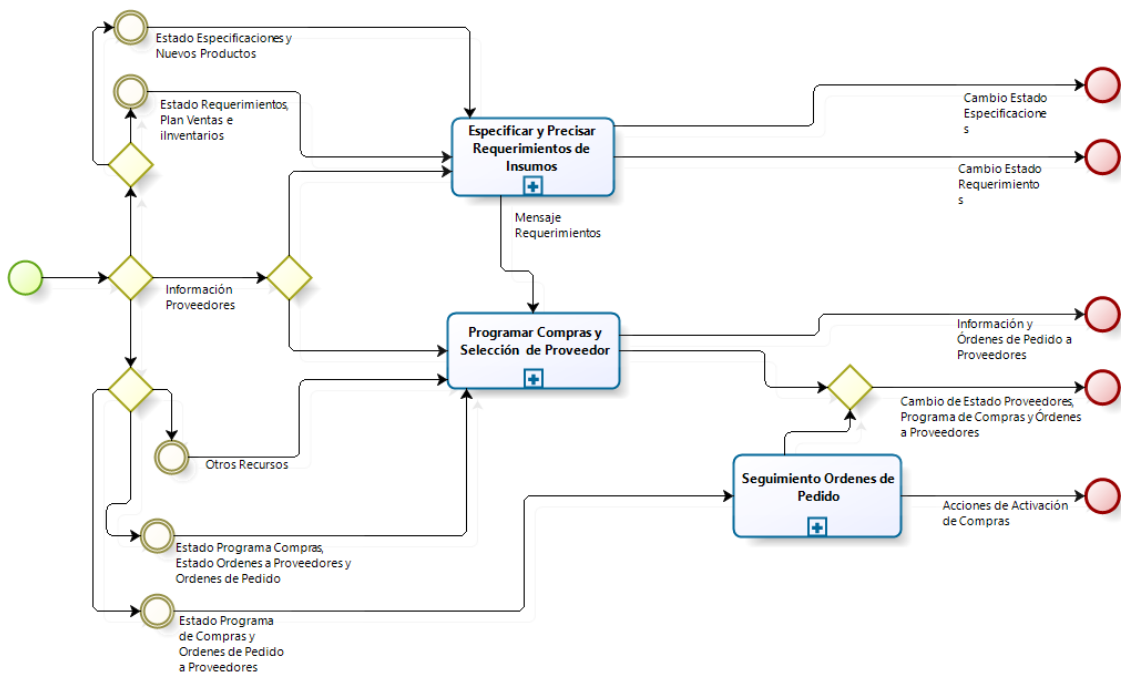 Estado Especificaciones y
Nuevos Productos
Estado Requerimientos,
Plan Ventas e
iInventarios
Especificar y Precisar
Requerimientos de
Insumos
Cambio Estado
Especificacione
s
Cambio Estado
Requerimiento
s
Mensaje
Requerimientos
Información
Proveedores
Programar Compras y
Selección de Proveedor
Información y
Órdenes de Pedido a
Proveedores
Cambio de Estado Proveedores,
Programa de Compras y Órdenes
a Proveedores
Otros Recursos
Seguimiento Ordenes de
Pedido
Acciones de Activación
de Compras
Estado Programa Compras,
Estado Ordenes a Proveedores y
Ordenes de Pedido
Estado Programa
de Compras y
Ordenes de Pedido
a Proveedores